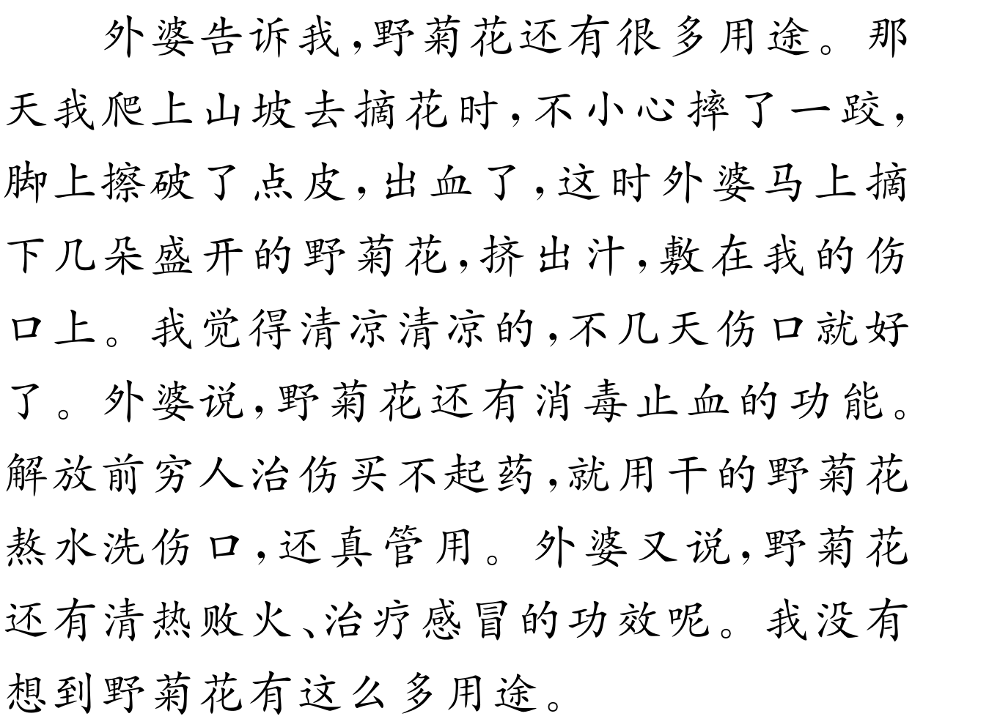 外婆告诉我，野菊花还有很多用途。那
天我爬上山坡去摘花时，不小心摔了一跤，
脚上擦破了点皮，出血了，这时外婆马上摘
下几朵盛开的野菊花，挤出汁，敷在我的伤
口上。我觉得清凉清凉的，不几天伤口就好
了。外婆说，野菊花还有消毒止血的功能。
解放前穷人治伤买不起药，就用干的野菊花
熬水洗伤口，还真管用。外婆又说，野菊花
还有清热败火、治疗感冒的功效呢。我没有
想到野菊花有这么多用途。